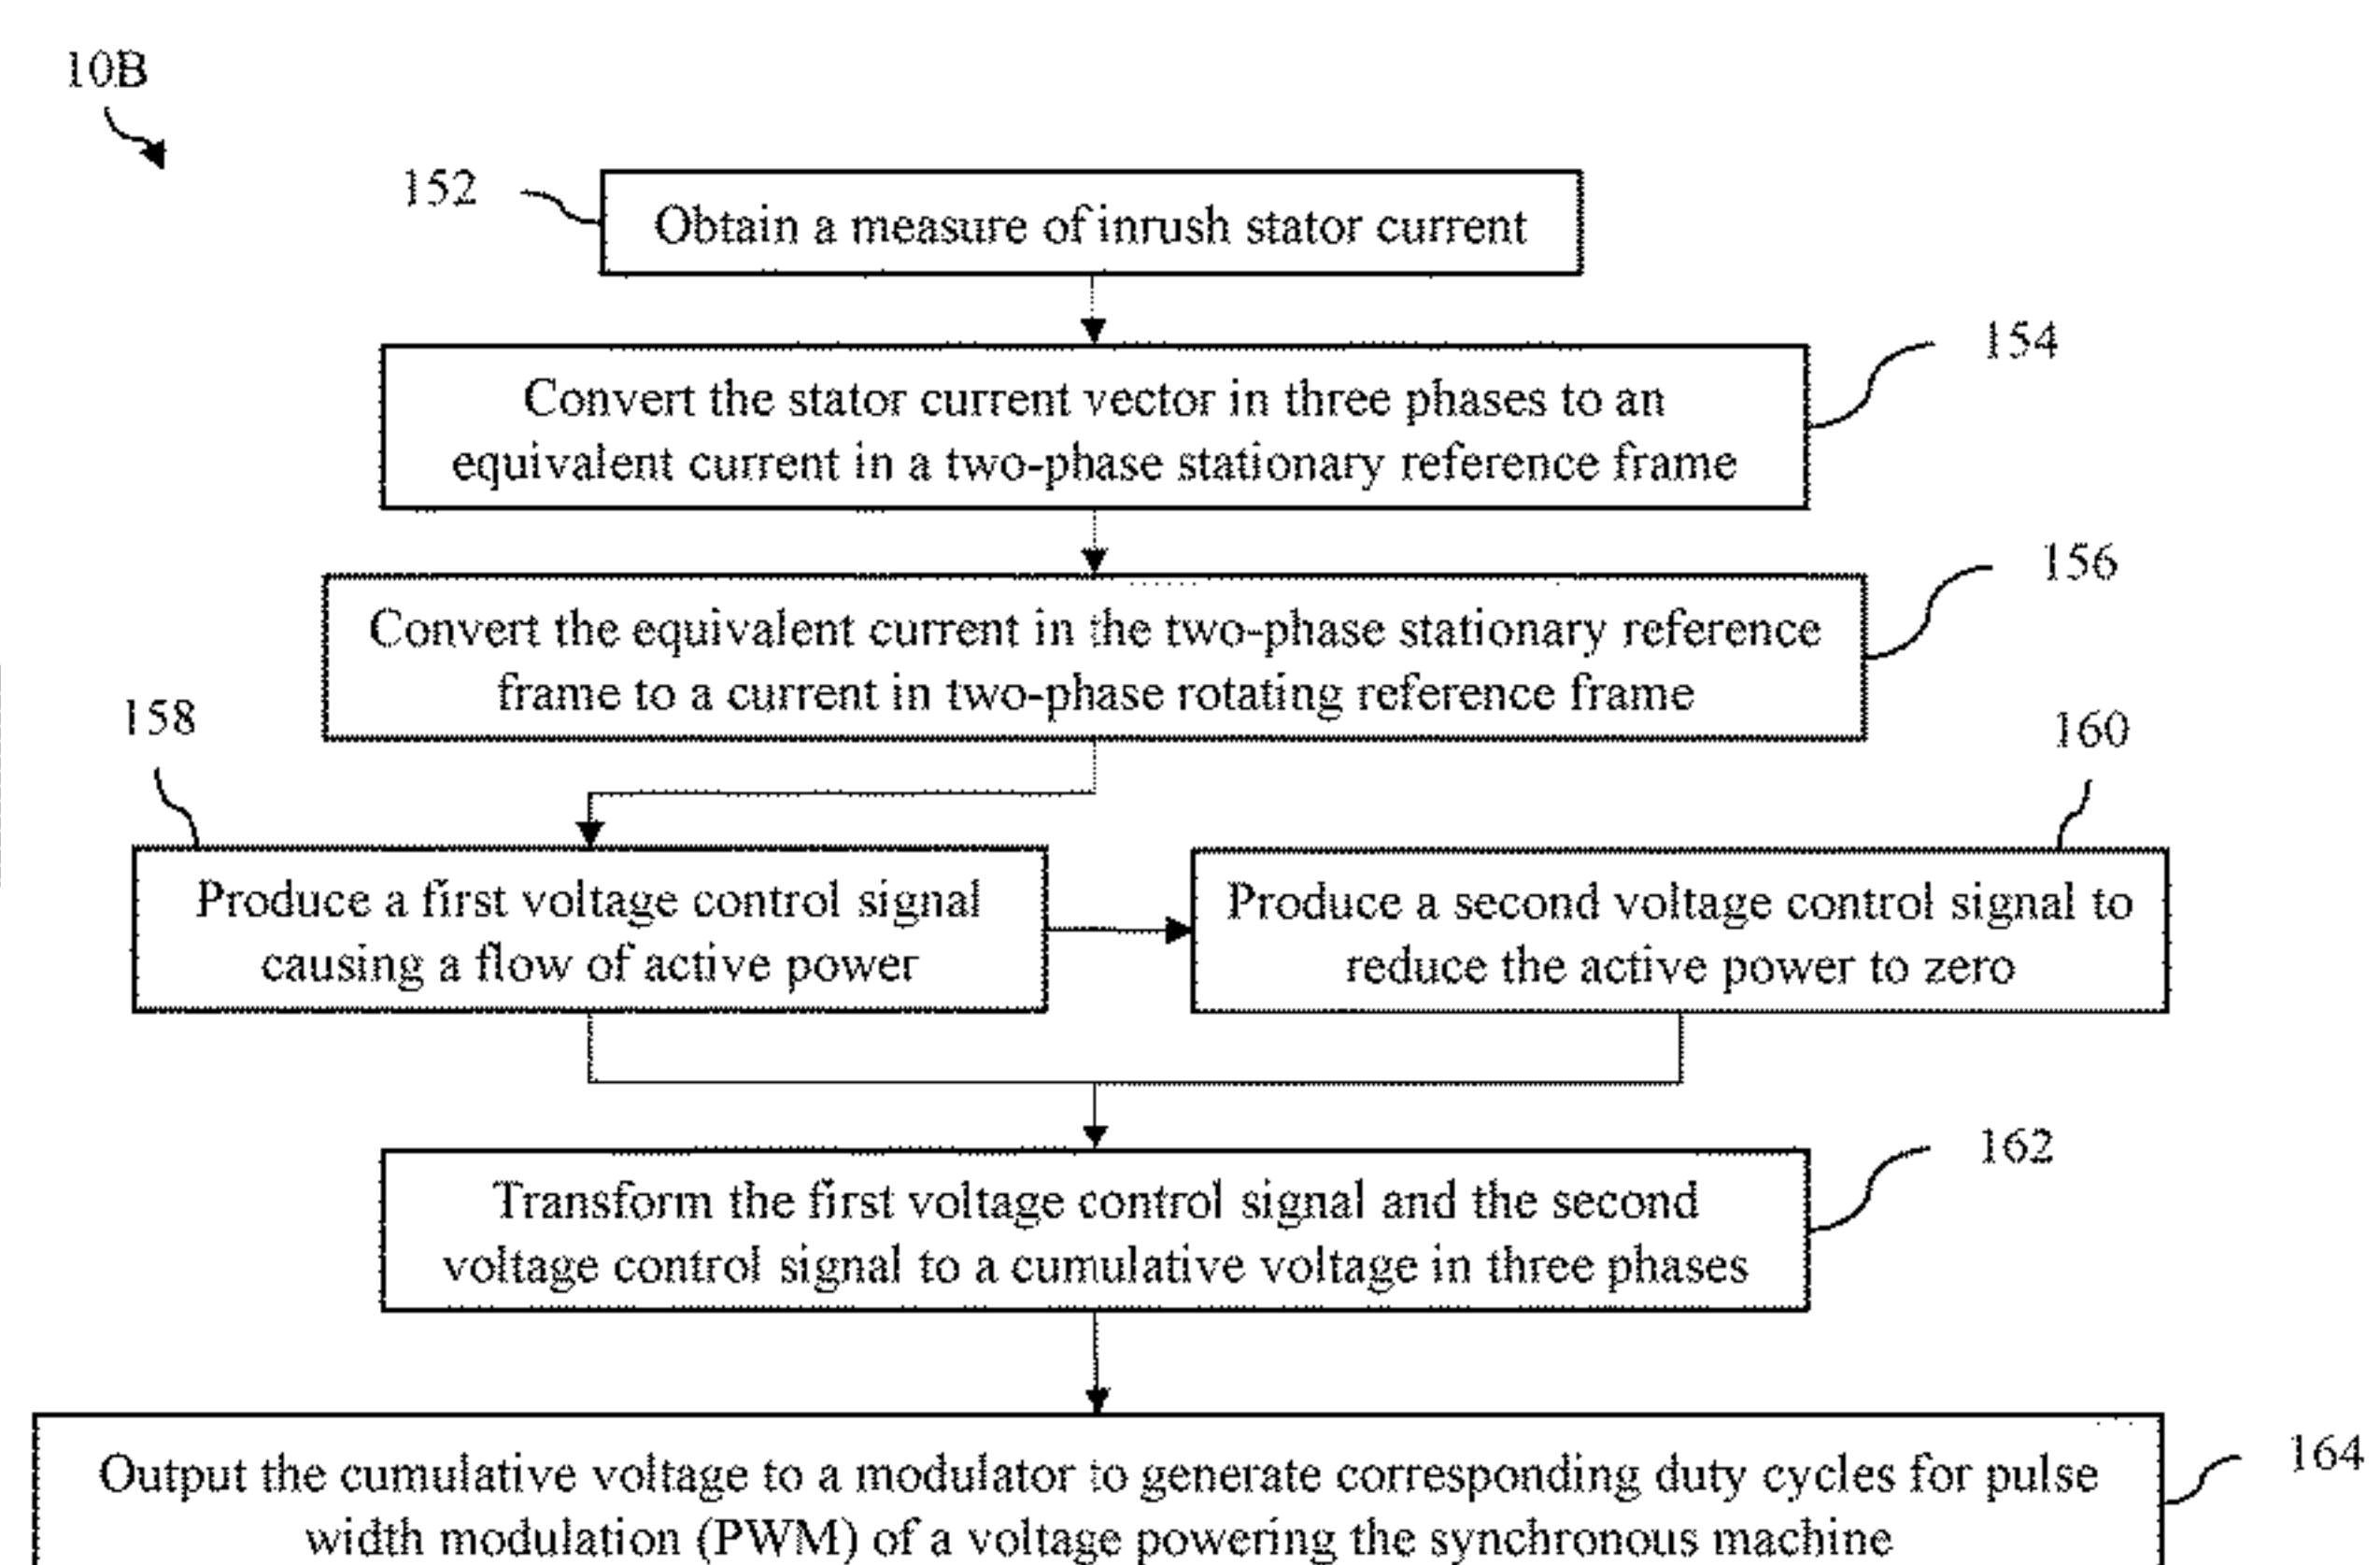 10B
152
Obtain a measure of inrush stator current
154
Convert the stator current vector in three phases to an
equivalent current in a two-phase stationary reference frame
156
Convert the equivalent current in the two-phase stationary reference
frame to a current in two-phase rotating reference frame
158
160
Produce a first voltage control signal
causing a flow of active power
Produce a second voltage control signal to
reduce the active power to zero
162
Transform the first voltage control signal and the second
voltage control signal to a cumulative voltage in three phases
164
Output the cumulative voltage to a modulator to generate corresponding duty cycles for pulse
width modulation (PWM) of a voltage powering the synchronous machine